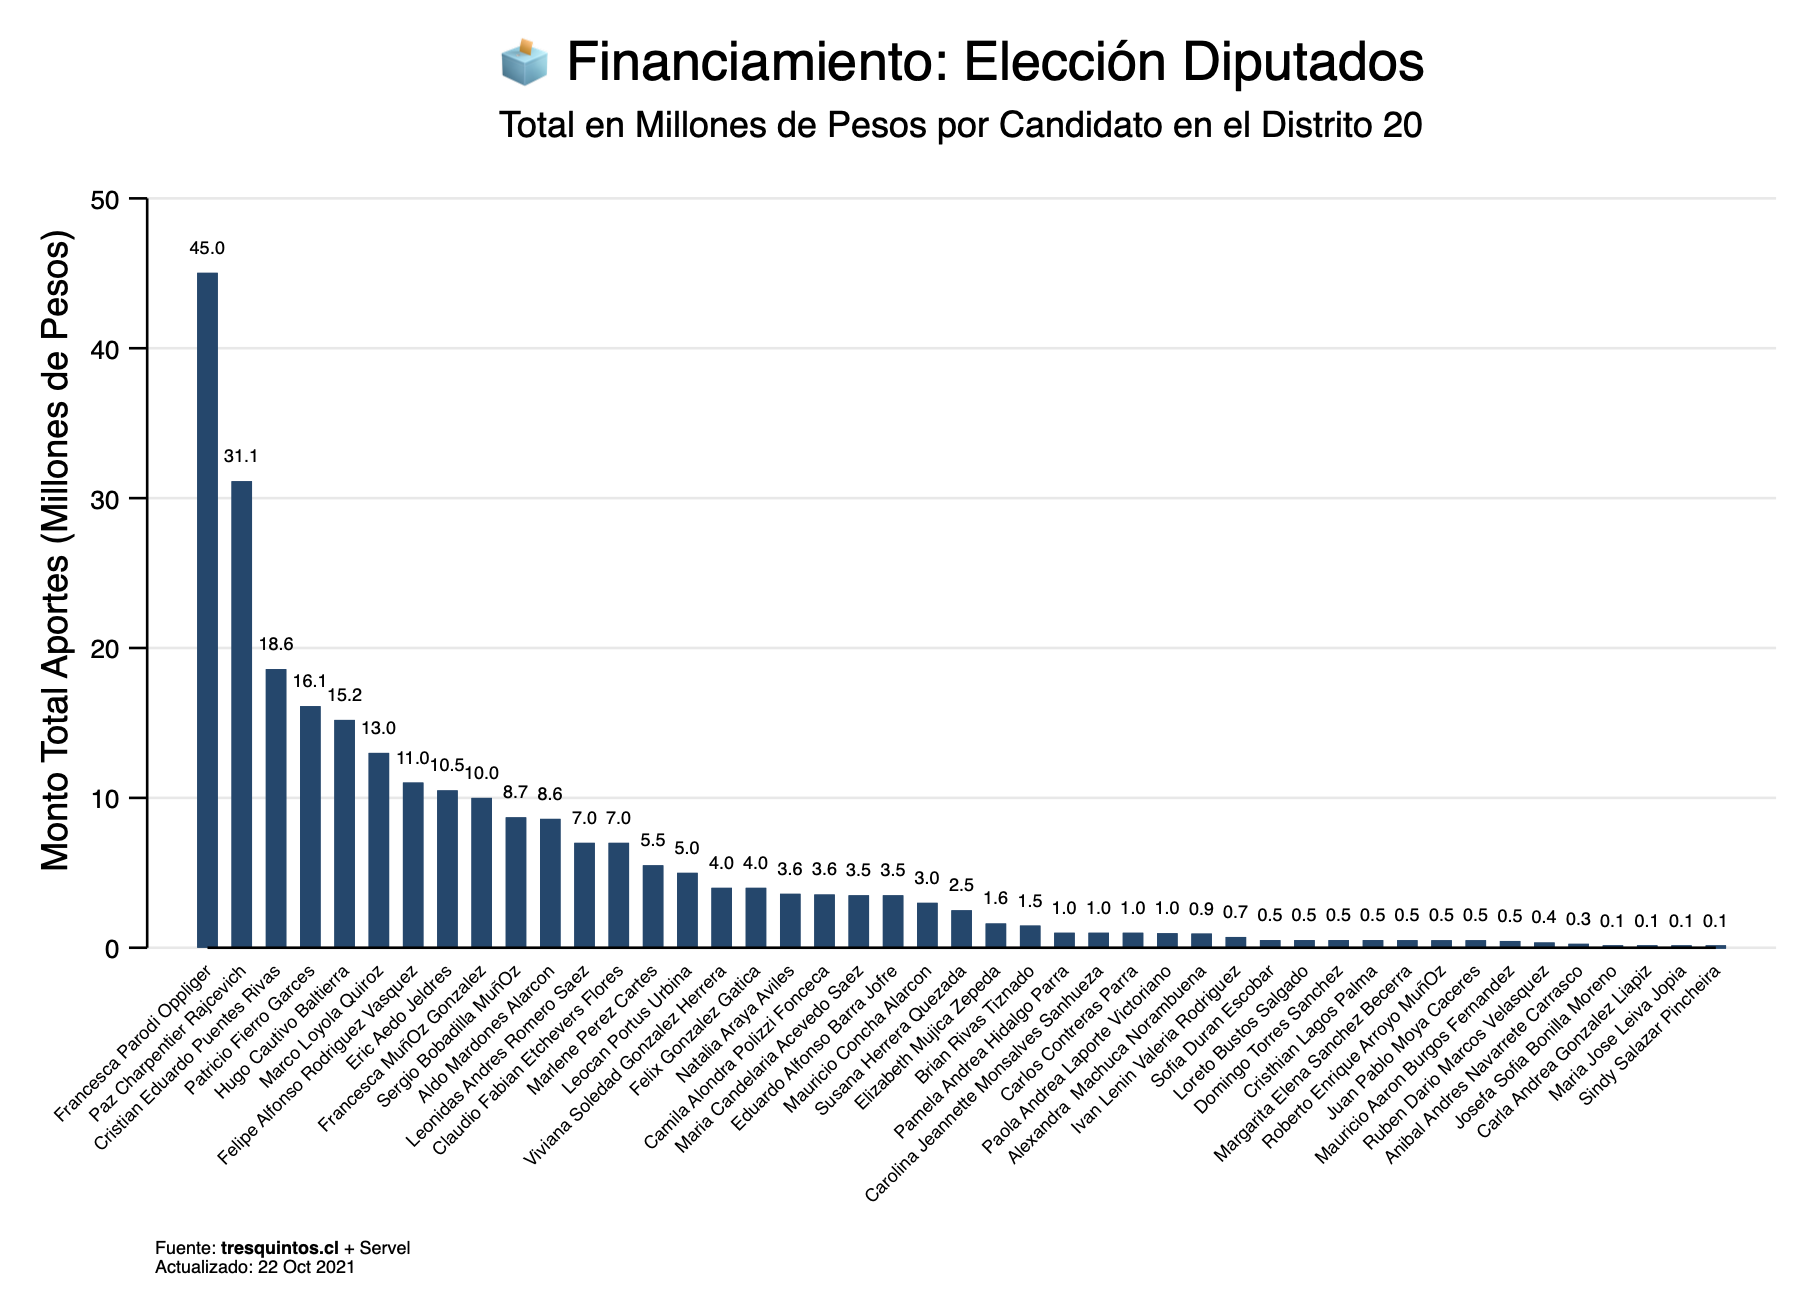 Financiamiento: Elección Diputados
Total en Millones de Pesos por Candidato en el Distrito 20
Monto Total Aportes (Millones de Pesos)
50
40
30
20
10
0
45.0
31.1
18.6
16.1
15.2
13.0
11.0
10.5
10.0
8.7
8.6
7.0
7.0
5.5
5.0
4.0
4.0
3.6
3.6
3.5
3.5
3.0
2.5
1.6
1.5
1.0
1.0
1.0
1.0
0.9
0.7
0.5
0.5
0.5
0.5
0.5
0.5
0.5
0.5
0.4
0.3
0.1
0.1
0.1
0.1
Francesca Parodi Oppliger
Paz Charpentier Rajcevich
Cristian Eduardo Puentes Rivas
Patricio Fierro Garces
Hugo Cautivo Baltierra
Marco Loyola Quiroz
Felipe Alfonso Rodriguez Vasquez
Eric Aedo Jeldres
Francesca MuñOz Gonzalez
Sergio Bobadilla MuñOz
Aldo Mardones Alarcon
Leonidas Andres Romero Saez
Claudio Fabian Etchevers Flores
Marlene Perez Cartes
Leocan Portus Urbina
Viviana Soledad Gonzalez Herrera
Felix Gonzalez Gatica
Natalia Araya Aviles
Camila Alondra Polizzi Fonceca
Maria Candelaria Acevedo Saez
Eduardo Alfonso Barra Jofre
Mauricio Concha Alarcon
Susana Herrera Quezada
Elizabeth Mujica Zepeda
Brian Rivas Tiznado
Pamela Andrea Hidalgo Parra
Carolina Jeannette Monsalves Sanhueza
Carlos Contreras Parra
Paola Andrea Laporte Victoriano
Alexandra Machuca Norambuena
Ivan Lenin Valeria Rodriguez
Sofia Duran Escobar
Loreto Bustos Salgado
Domingo Torres Sanchez
Cristhian Lagos Palma
Margarita Elena Sanchez Becerra
Roberto Enrique Arroyo MuñOz
Juan Pablo Moya Caceres
Mauricio Aaron Burgos Fernandez
Ruben Dario Marcos Velasquez
Anibal Andres Navarrete Carrasco
Josefa Sofia Bonilla Moreno
Carla Andrea Gonzalez Llapiz
Maria Jose Leiva Jopia
Sindy Salazar Pincheira
Fuente: tresquintos.cl + Servel
Actualizado: 22 Oct 2021